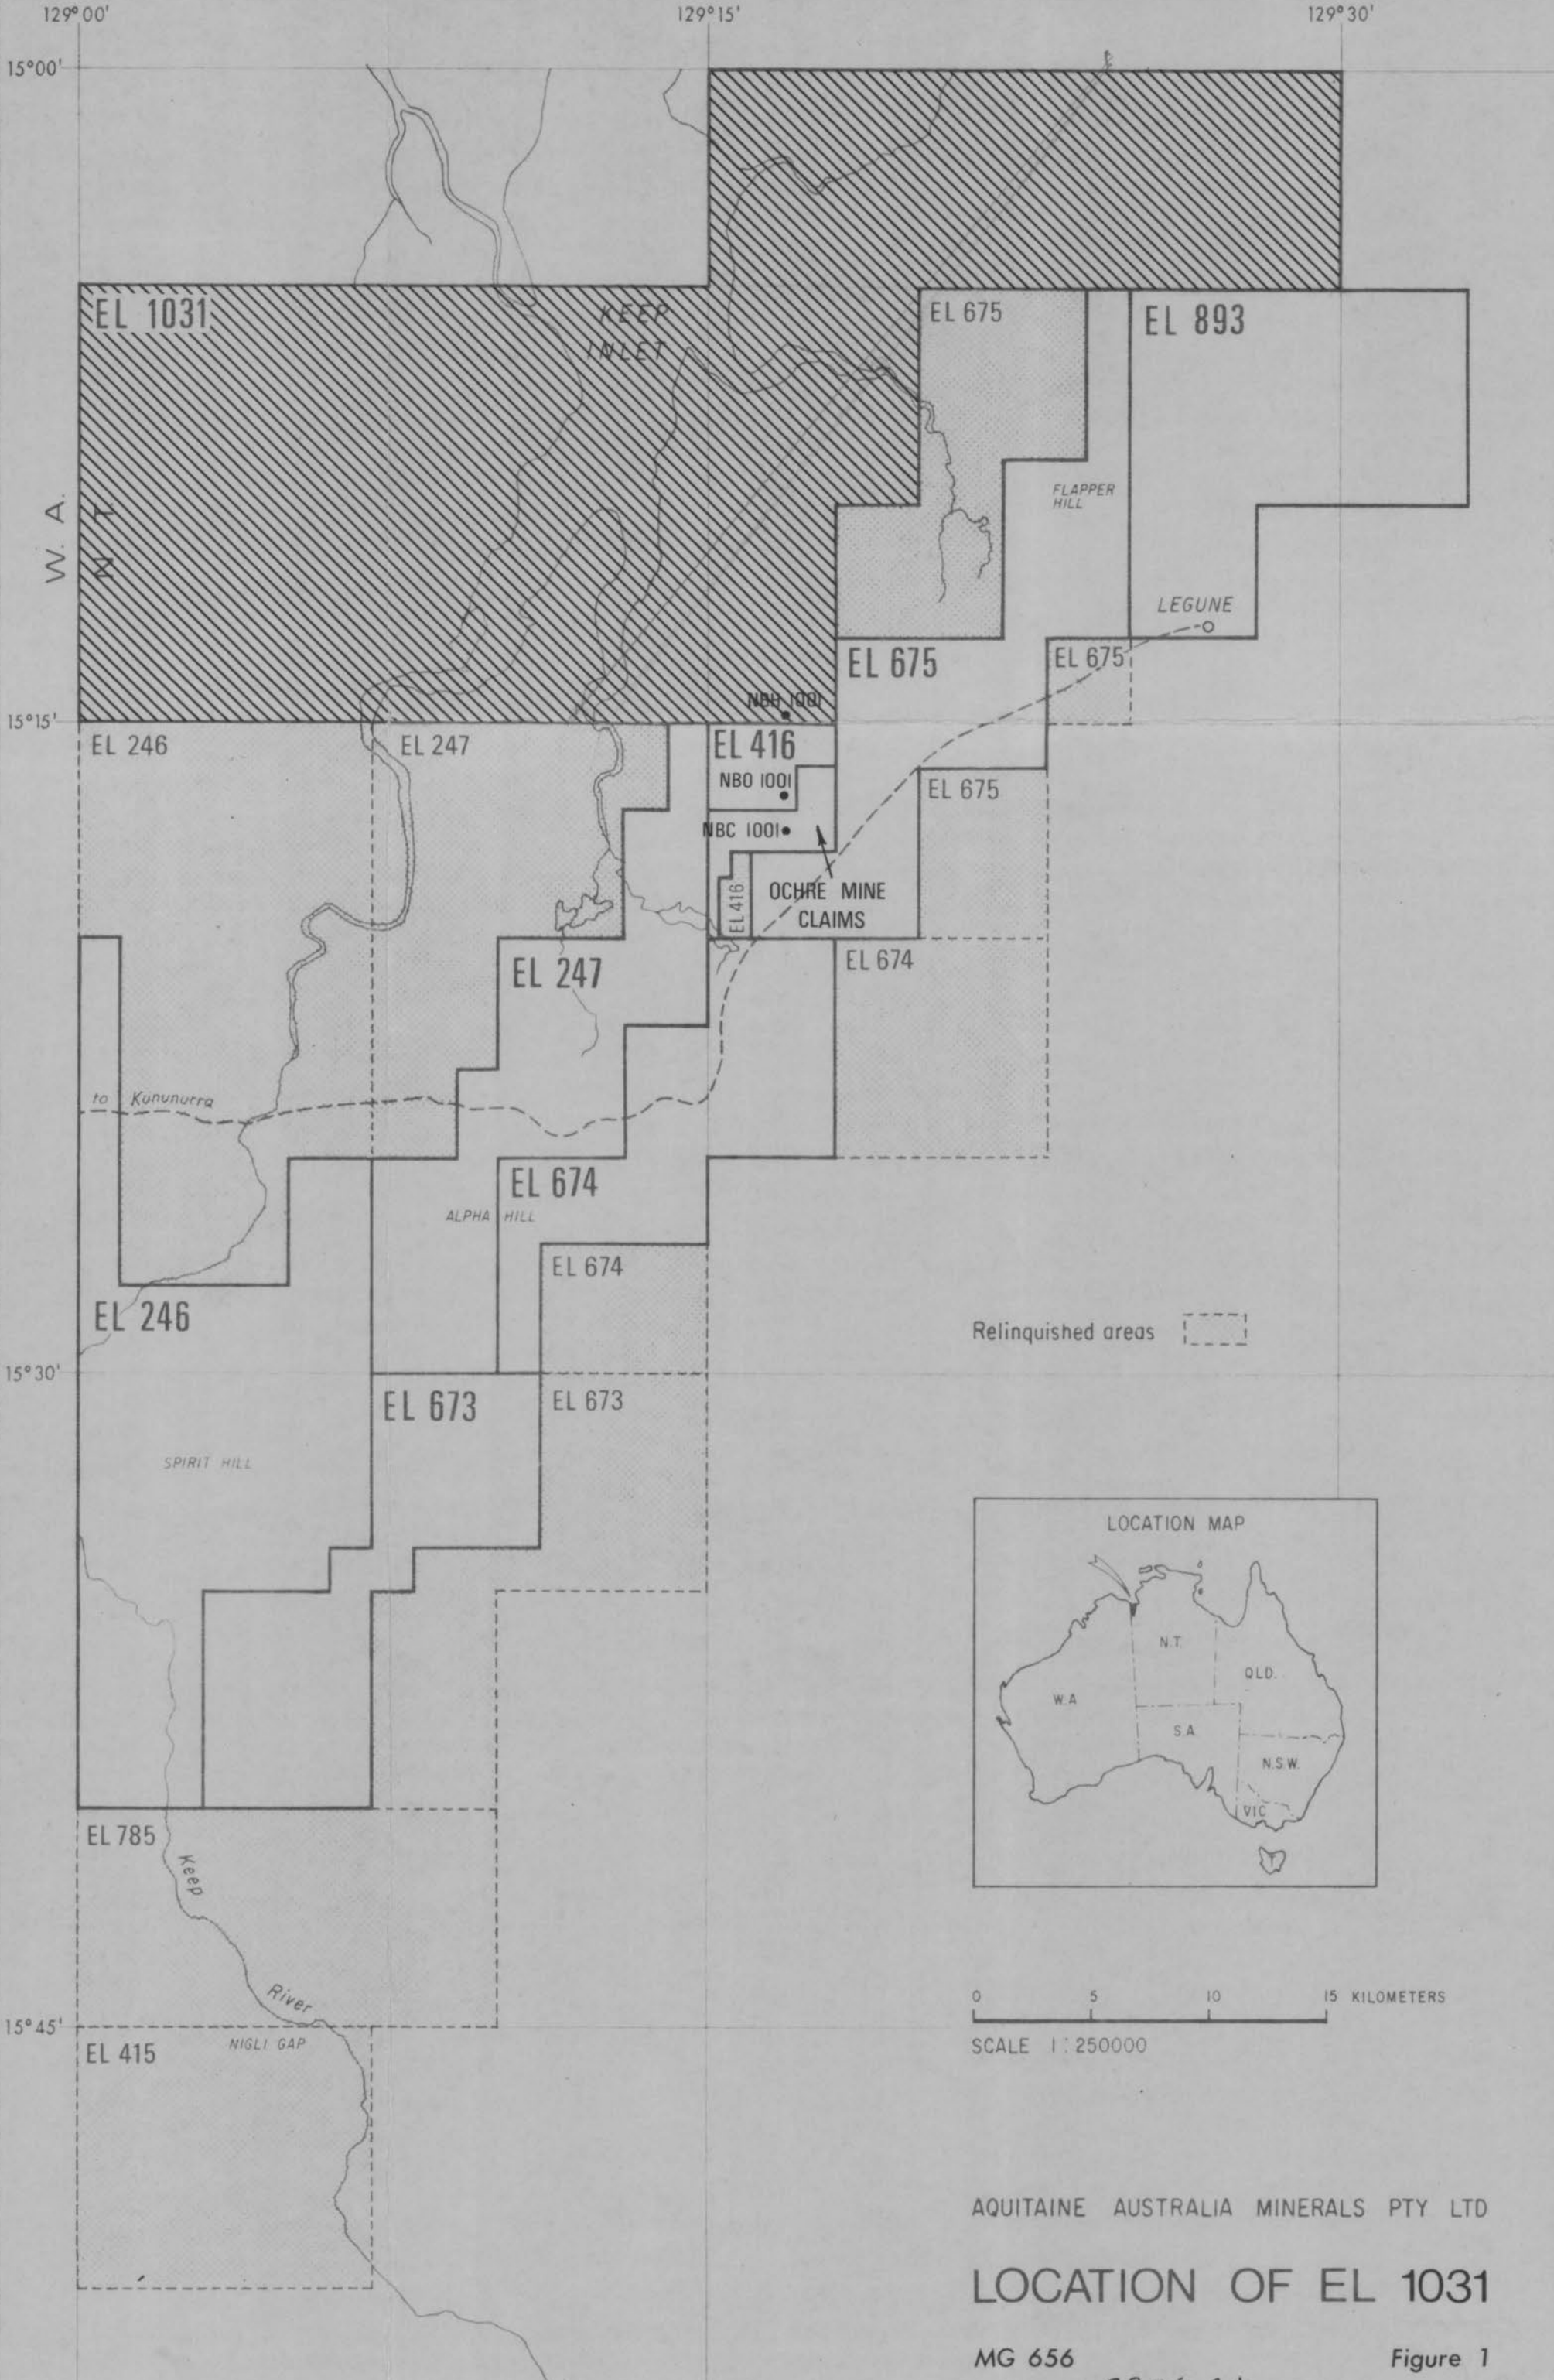 129°00'
129°15'
129°30'
15°00'
EL 1031
KEEP
INLET
EL 675
EL 893
W. A.
N T
FLAPPER
HILL
LEGUNE
EL 675
EL 675
NBH 1001
15°15'
EL 246
EL 247
EL 416
NBO 1001
EL 675
NBC 1001
OCHRE MINE
CLAIMS
EL 416
EL 247
EL 674
to Kununurra
EL 674
ALPHA HILL
EL 674
EL 246
Relinquished areas
15°30'
EL 673
EL 673
SPIRIT HILL
LOCATION MAP
N.T.
QLD.
W.A
S.A.
N.S.W.
VIC
T
EL 785
Keep
River
0 5 10 15 KILOMETERS
15°45'
NIGLI GAP
SCALE 1:250000
EL 415
AQUITAINE AUSTRALIA MINERALS PTY LTD
LOCATION OF EL 1031
MG 656
Figure 1